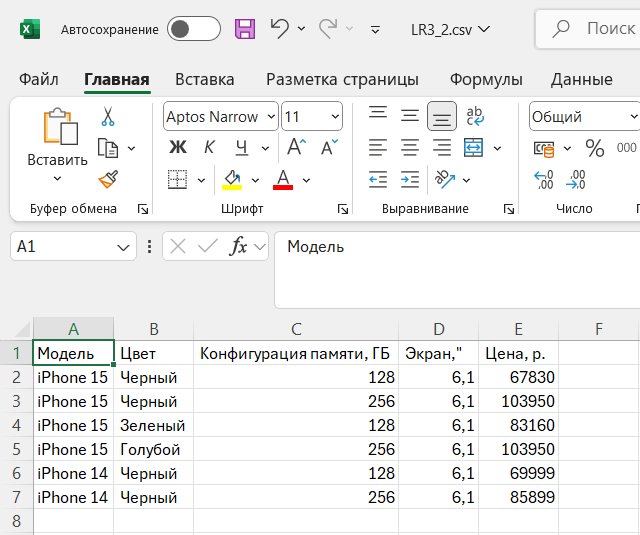 Автосохранение LR3_2.csv Поиск
Файл Главная Вставка Разметка страницы Формулы Данные
Вставить Aptos Narrow 11 ab c Общий
Ж К Ч A A % 000
A ab ,00 ,00
Буфер обмена Шрифт Выравнивание Число
A1 fx Модель
A B C D E F
1 Модель Цвет Конфигурация памяти, ГБ Экран," Цена, р.
2 iPhone 15 Черный 128 6,1 67830
3 iPhone 15 Черный 256 6,1 103950
4 iPhone 15 Зеленый 128 6,1 83160
5 iPhone 15 Голубой 256 6,1 103950
6 iPhone 14 Черный 128 6,1 69999
7 iPhone 14 Черный 256 6,1 85899
8